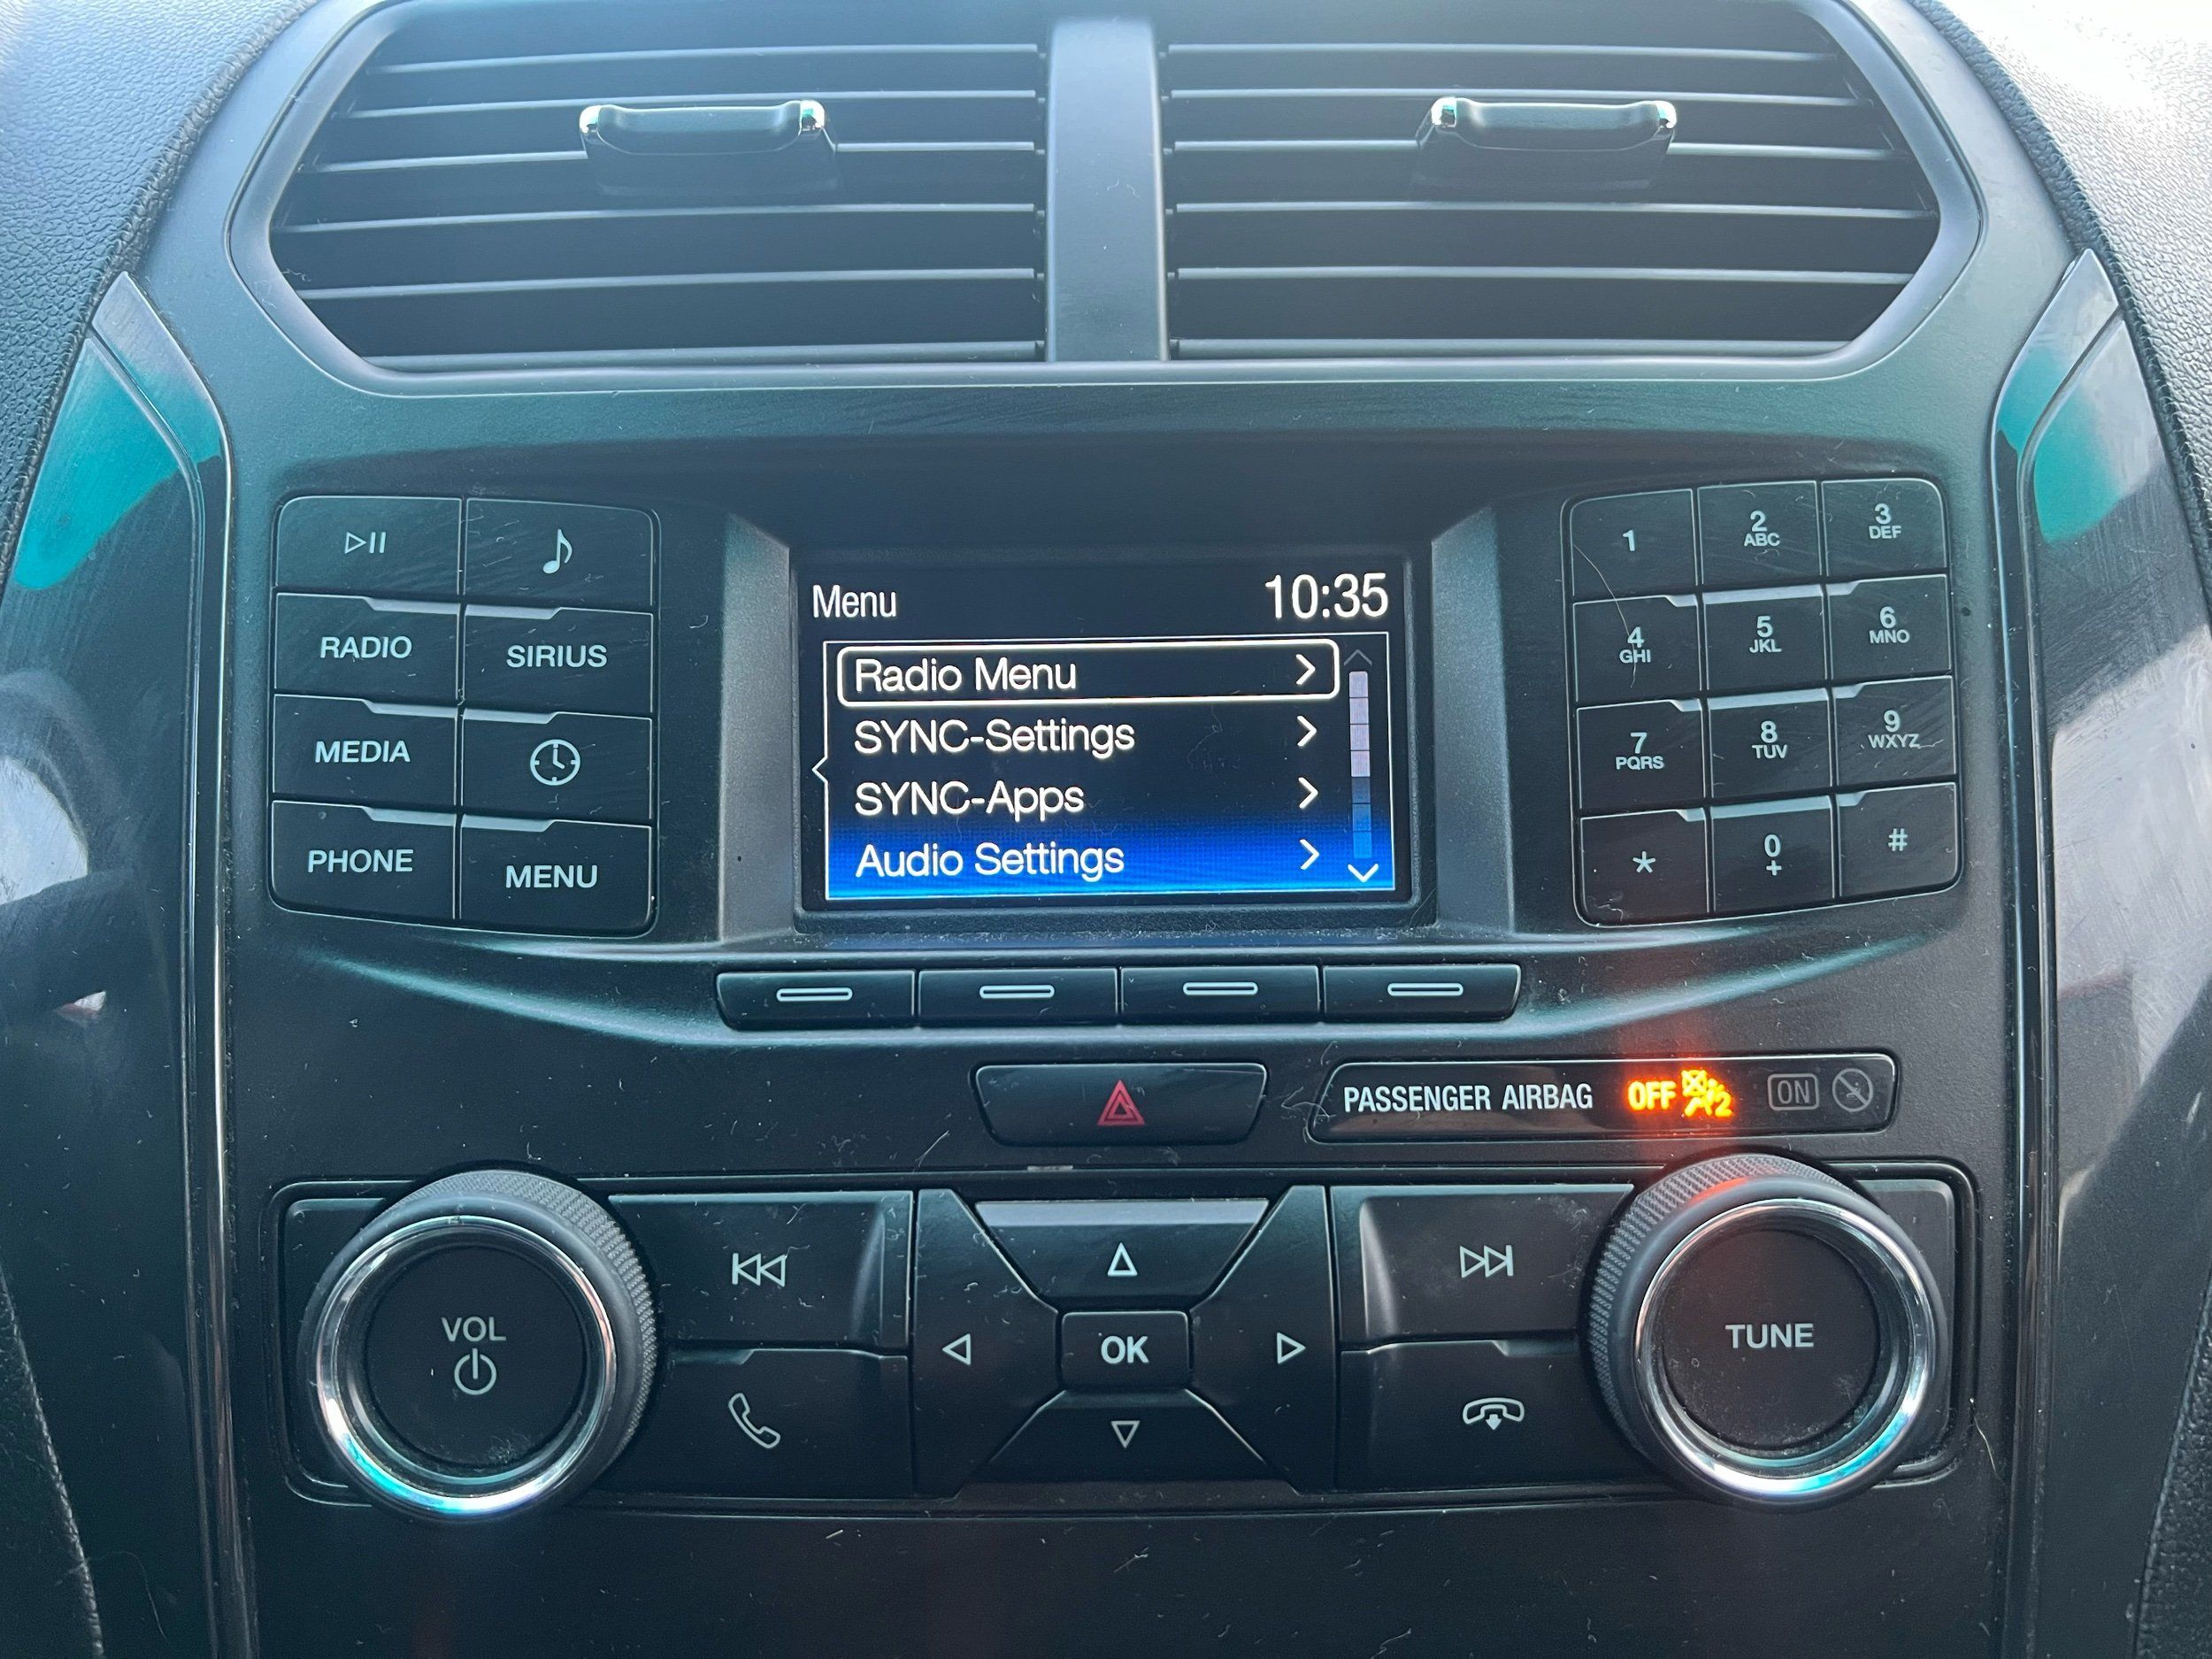 Menu 10:35
Radio Menu
SYNC-Settings
SYNC-Apps
Audio Settings
RADIO
SIRIUS
MEDIA
PHONE
MENU
1
2
ABC
3
DEF
4
GHI
5
JKL
6
MNO
7
PQRS
8
TUV
9
WXYZ
*
0
+
#
PASSENGER AIRBAG OFF 2 ON
VOL
OK
TUNE